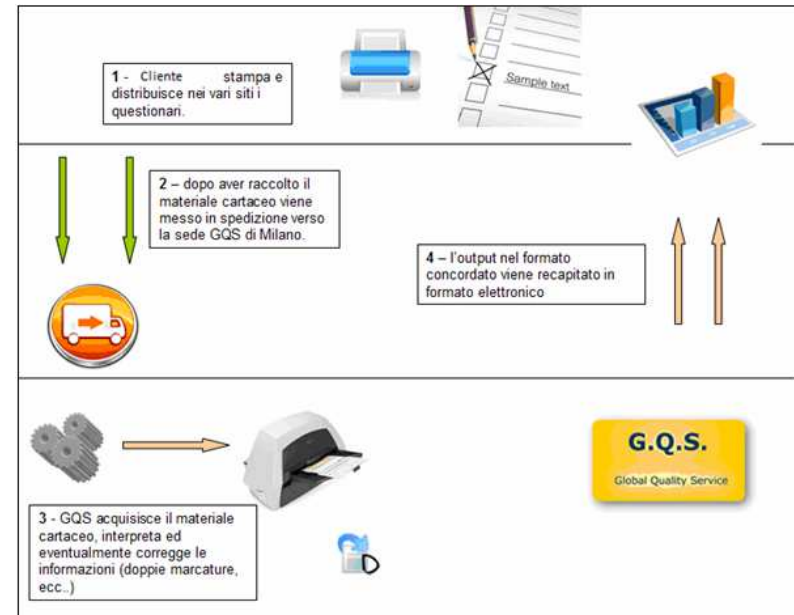 1 - Cliente stampa e
distribuisce nei vari siti i
questionari.
Sample text
2 – dopo aver raccolto il
materiale cartaceo viene
messo in spedizione verso
la sede GQS di Milano.
4 – l'output nel formato
concordato viene recapitato in
formato elettronico
G.Q.S.
Global Quality Service
3 - GQS acquisisce il materiale
cartaceo, interpreta ed
eventualmente corregge le
informazioni (doppie marcature,
ecc..)